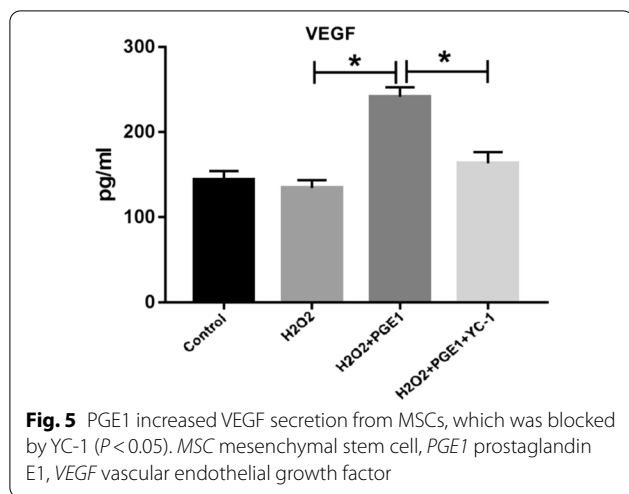 VEGF
300
200
100
0
pg/ml
*
*
Control
H2O2
H2O2+PGE1
H2O2+PGE1+YC-1
Fig. 5 PGE1 increased VEGF secretion from MSCs, which was blocked
by YC-1 (P < 0.05). MSC mesenchymal stem cell, PGE1 prostaglandin
E1, VEGF vascular endothelial growth factor